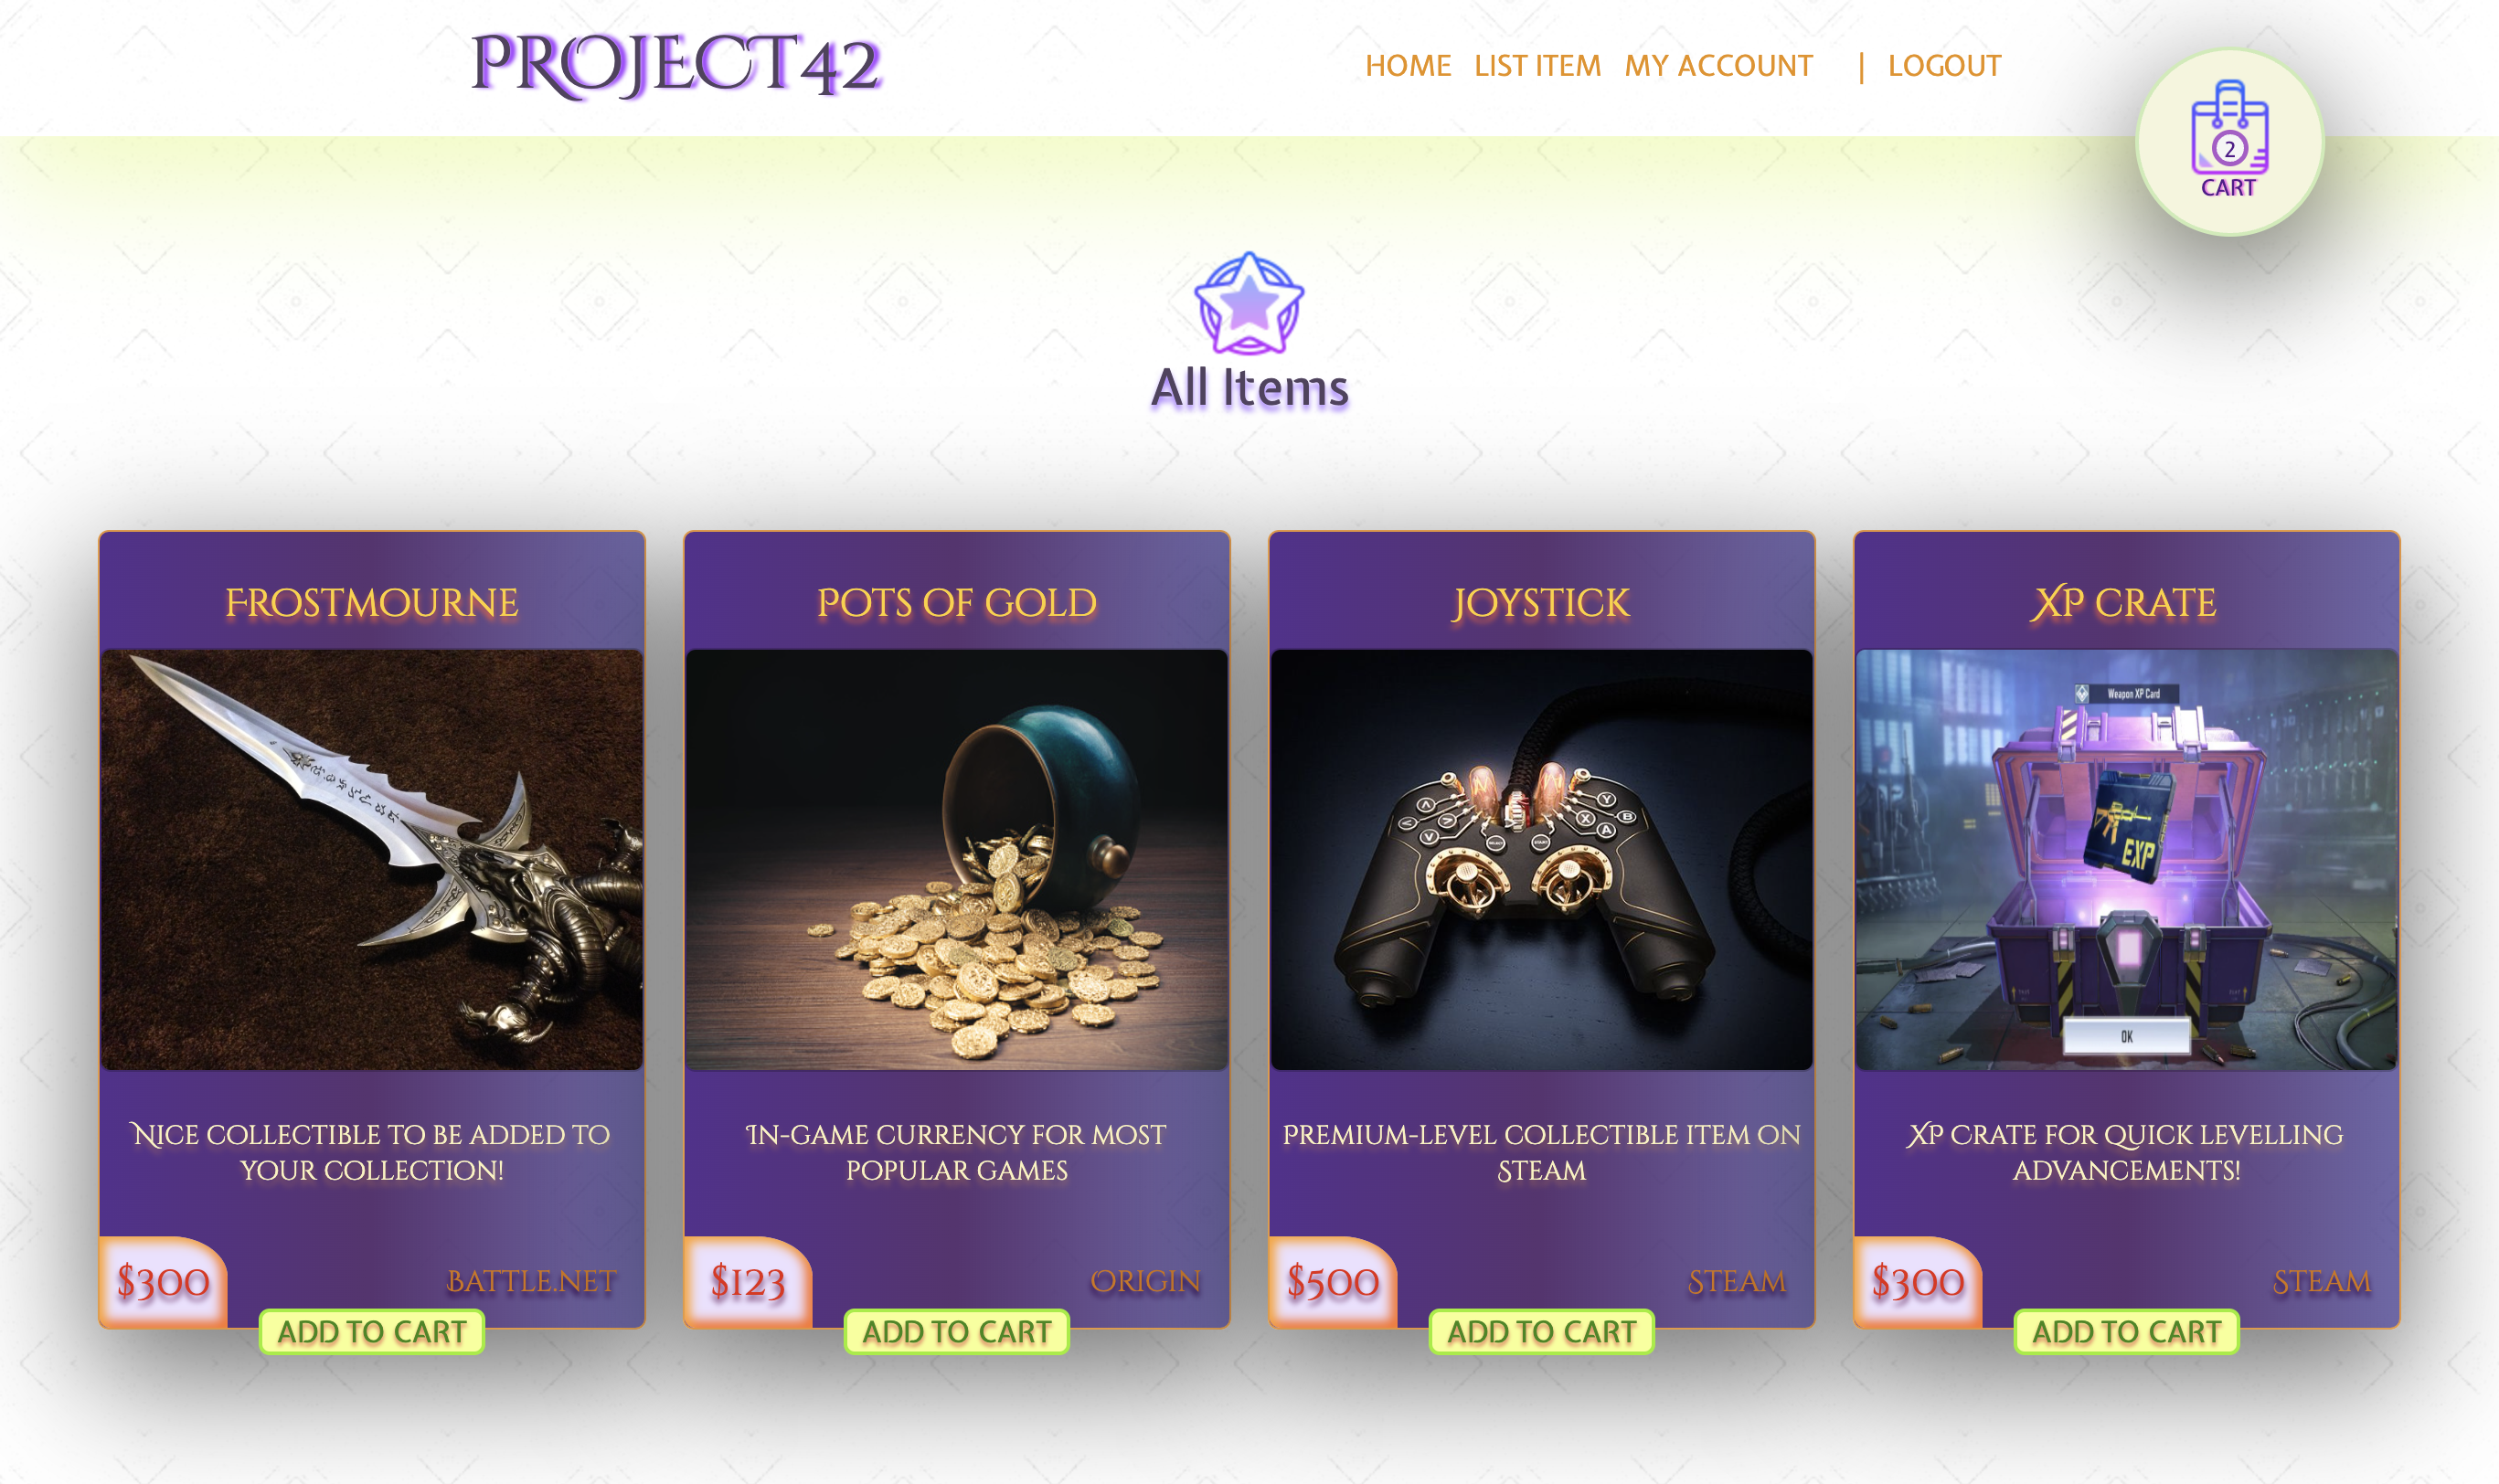 PROJECT42
HOME LIST ITEM MY ACCOUNT | LOGOUT
2
CART
All Items
Frostmourne
Nice collectible to be added to
your collection!
$300
Battle.net
ADD TO CART
Pots of gold
In-game currency for most
popular games
$123
Origin
ADD TO CART
Joystick
Y
X
B
A
Premium-level collectible item on
Steam
$500
Steam
ADD TO CART
XP crate
Weapon XP Card
EXP
OK
XP Crate for quick levelling
advancements!
$300
Steam
ADD TO CART